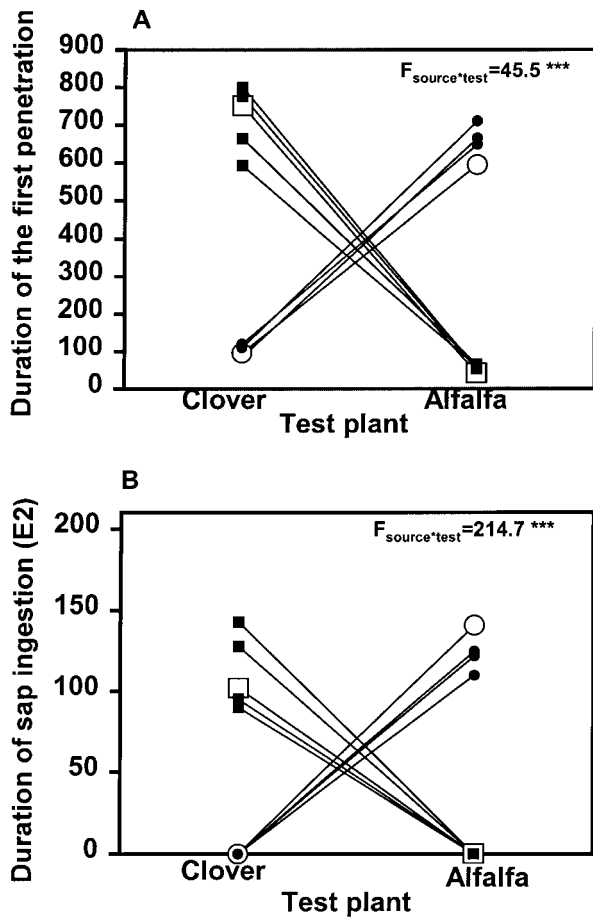 A
Duration of the first penetration
900
800
700
600
500
400
300
200
100
0
F source*test=45.5 ***
Clover
Alfalfa
Test plant
B
Duration of sap ingestion (E2)
200
150
100
50
0
F source*test=214.7 ***
Clover
Alfalfa
Test plant